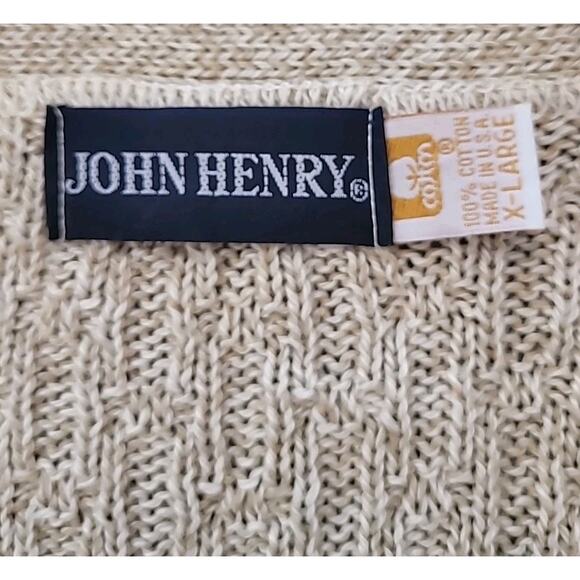 JOHN HENRY®
cotton®
100% COTTON
MADE IN U.S.A.
X-LARGE